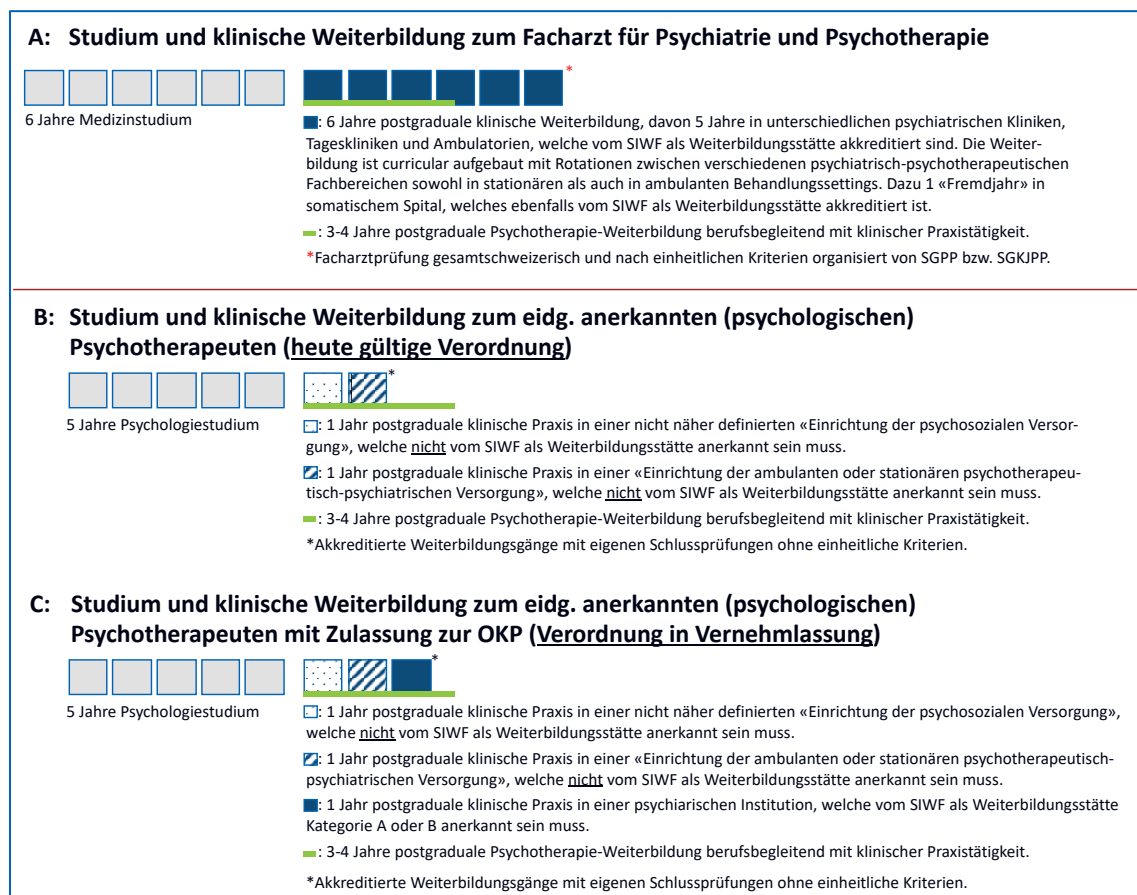 A: Studium und klinische Weiterbildung zum Facharzt für Psychiatrie und Psychotherapie
*
6 Jahre Medizinstudium
: 6 Jahre postgraduale klinische Weiterbildung, davon 5 Jahre in unterschiedlichen psychiatrischen Kliniken,
Tageskliniken und Ambulatorien, welche vom SIWF als Weiterbildungsstätte akkreditiert sind. Die Weiter-
bildung ist curricular aufgebaut mit Rotationen zwischen verschiedenen psychiatrisch-psychotherapeutischen
Fachbereichen sowohl in stationären als auch in ambulanten Behandlungssettings. Dazu 1 «Fremdjahr» in
somatischem Spital, welches ebenfalls vom SIWF als Weiterbildungsstätte akkreditiert ist.
: 3-4 Jahre postgraduale Psychotherapie-Weiterbildung berufsbegleitend mit klinischer Praxistätigkeit.
*Facharztprüfung gesamtschweizerisch und nach einheitlichen Kriterien organisiert von SGPP bzw. SGKJPP.
B: Studium und klinische Weiterbildung zum eidg. anerkannten (psychologischen)
Psychotherapeuten (heute gültige Verordnung)
*
5 Jahre Psychologiestudium
: 1 Jahr postgraduale klinische Praxis in einer nicht näher definierten «Einrichtung der psychosozialen Versor-
gung», welche nicht vom SIWF als Weiterbildungsstätte anerkannt sein muss.
: 1 Jahr postgraduale klinische Praxis in einer «Einrichtung der ambulanten oder stationären psychotherapeu-
tisch-psychiatrischen Versorgung», welche nicht vom SIWF als Weiterbildungsstätte anerkannt sein muss.
: 3-4 Jahre postgraduale Psychotherapie-Weiterbildung berufsbegleitend mit klinischer Praxistätigkeit.
*Akkreditierte Weiterbildungsgänge mit eigenen Schlussprüfungen ohne einheitliche Kriterien.
C: Studium und klinische Weiterbildung zum eidg. anerkannten (psychologischen)
Psychotherapeuten mit Zulassung zur OKP (Verordnung in Vernehmlassung)
*
5 Jahre Psychologiestudium
: 1 Jahr postgraduale klinische Praxis in einer nicht näher definierten «Einrichtung der psychosozialen Versorgung»,
welche nicht vom SIWF als Weiterbildungsstätte anerkannt sein muss.
: 1 Jahr postgraduale klinische Praxis in einer «Einrichtung der ambulanten oder stationären psychotherapeutisch-
psychiatrischen Versorgung», welche nicht vom SIWF als Weiterbildungsstätte anerkannt sein muss.
: 1 Jahr postgraduale klinische Praxis in einer psychiarischen Institution, welche vom SIWF als Weiterbildungsstätte
Kategorie A oder B anerkannt sein muss.
: 3-4 Jahre postgraduale Psychotherapie-Weiterbildung berufsbegleitend mit klinischer Praxistätigkeit.
*Akkreditierte Weiterbildungsgänge mit eigenen Schlussprüfungen ohne einheitliche Kriterien.